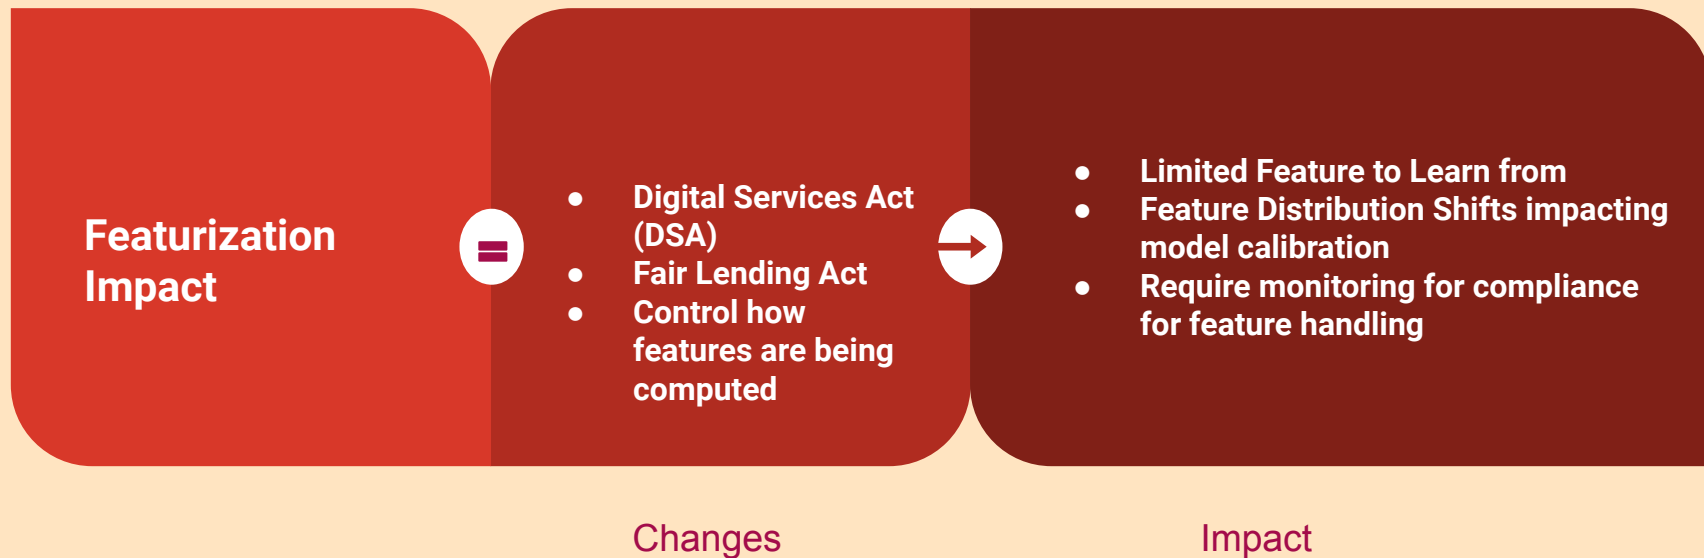 Featurization
Impact
● Digital Services Act
(DSA)
● Fair Lending Act
● Control how
features are being
computed
● Limited Feature to Learn from
● Feature Distribution Shifts impacting
model calibration
● Require monitoring for compliance
for feature handling
Changes
Impact